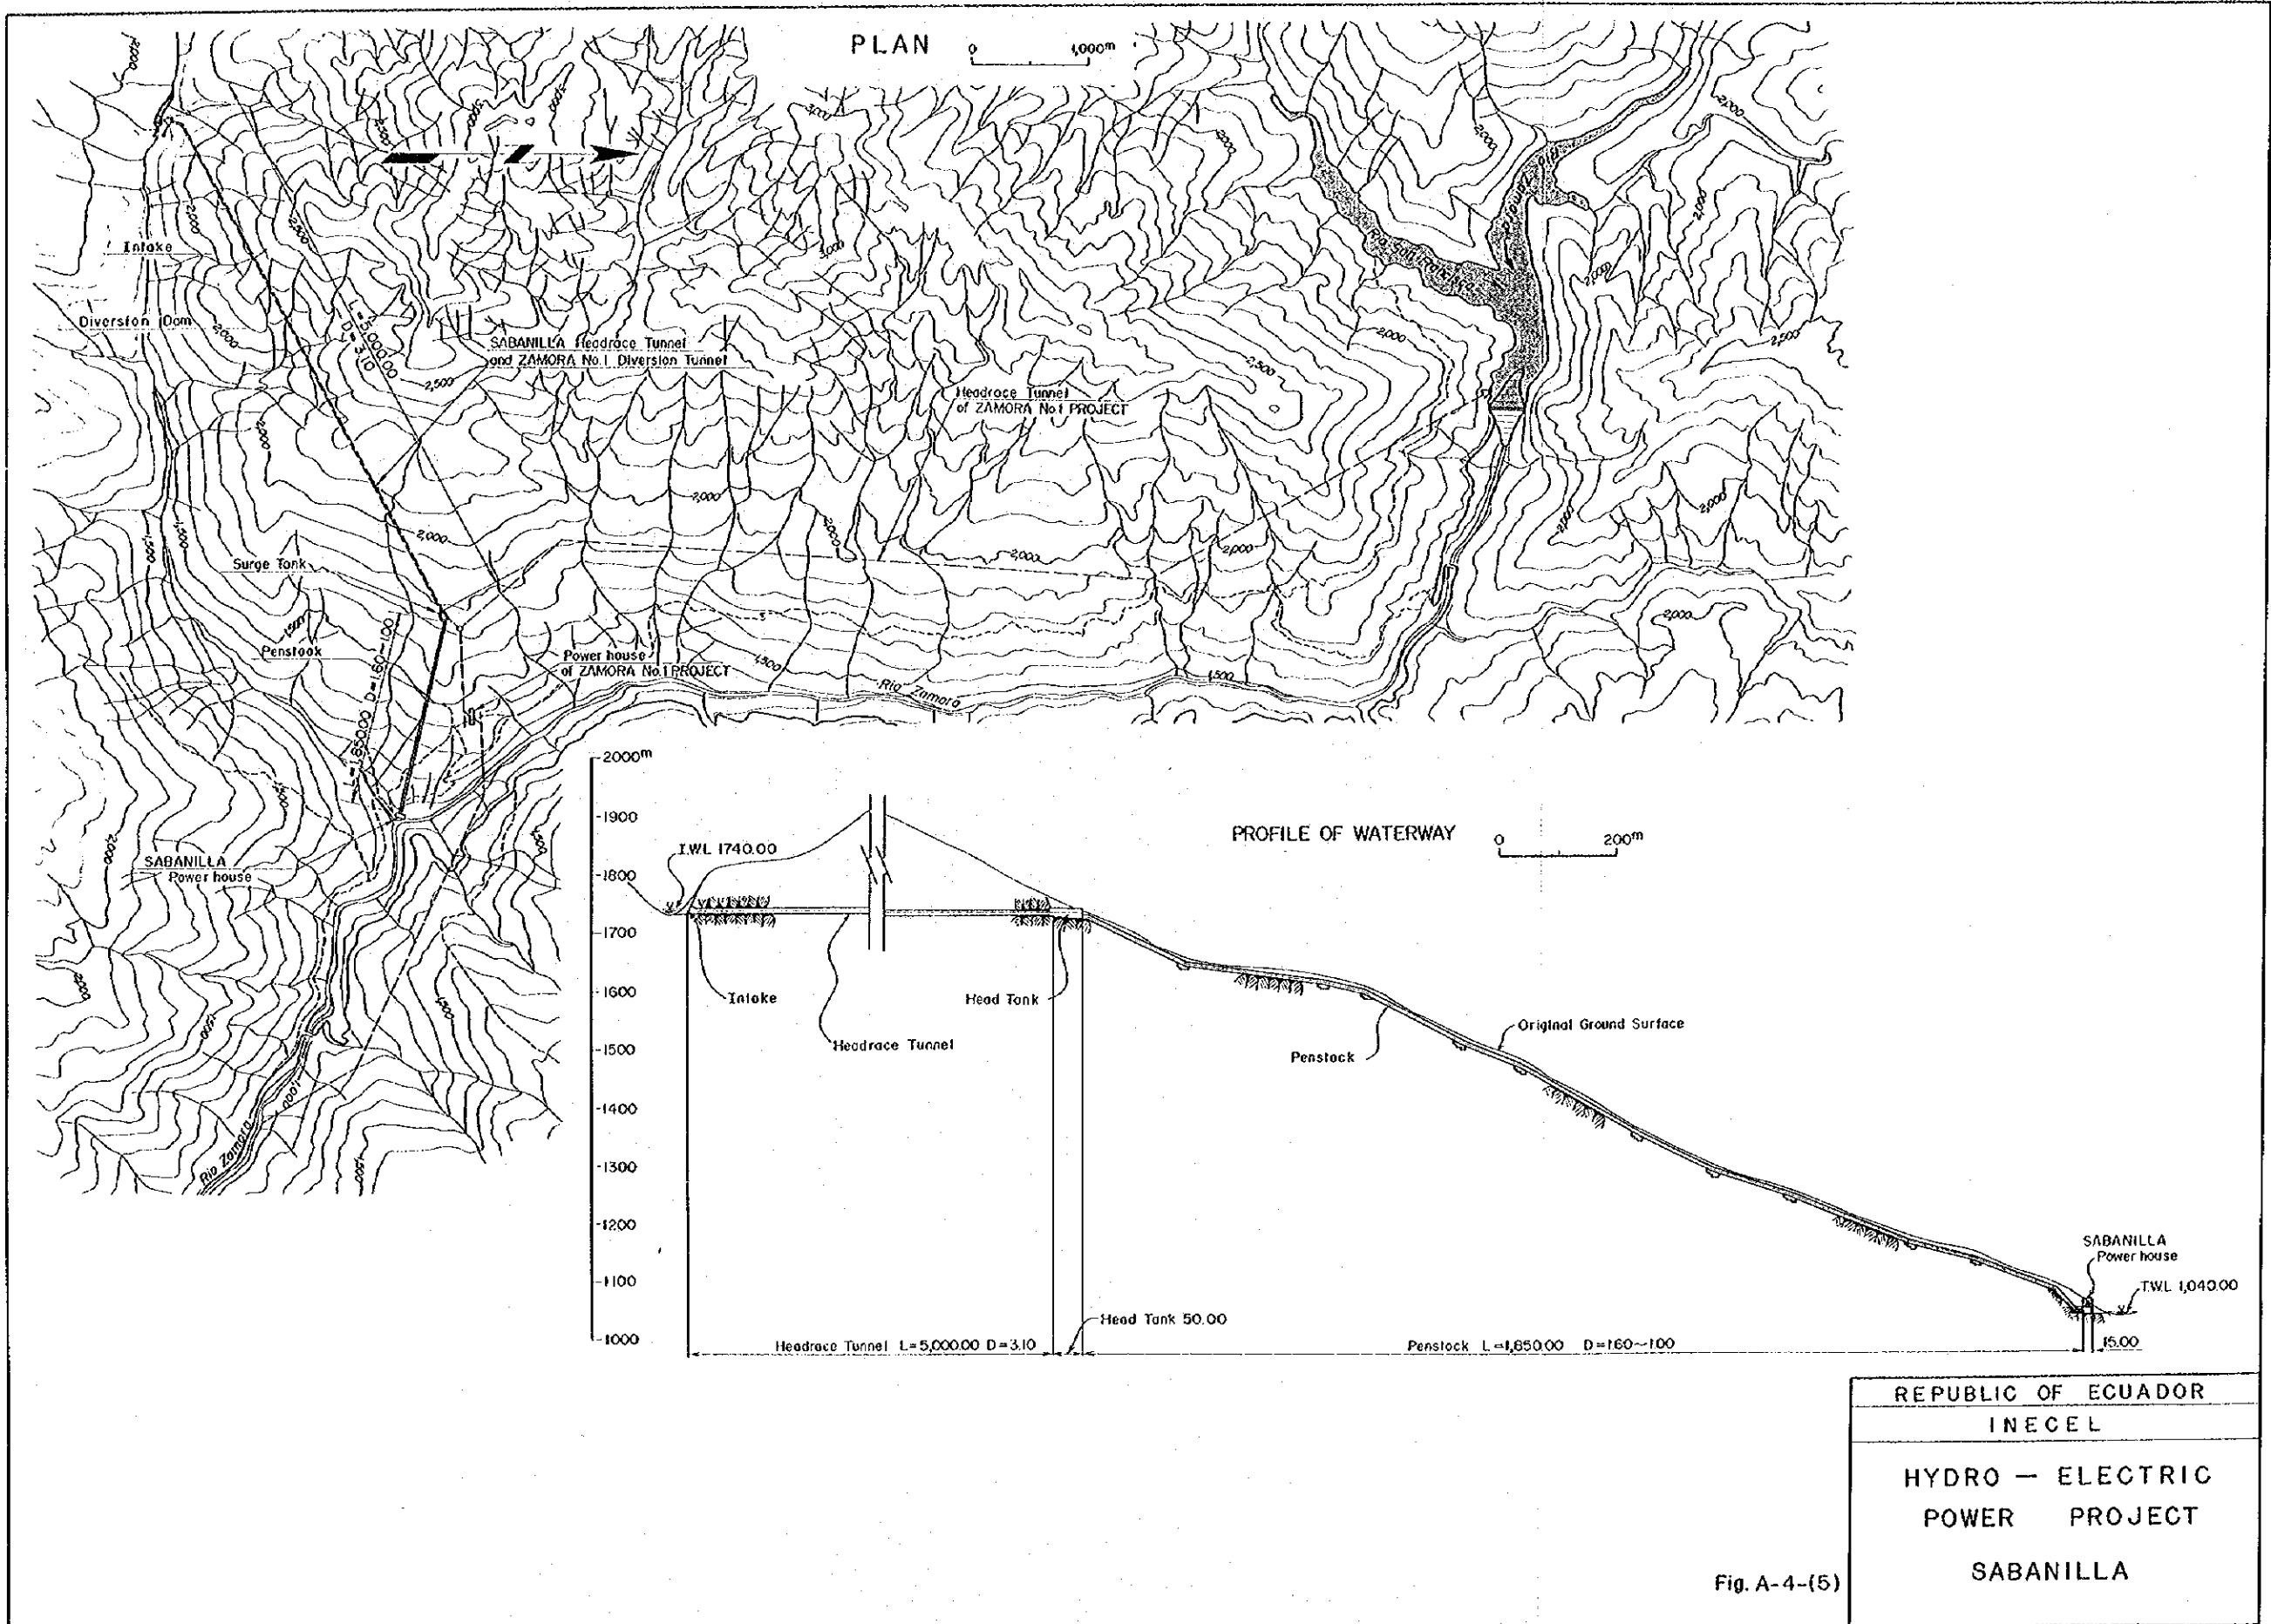 PLAN
0 1,000m
Intake
Diversion Dam
L=5,000.00
D=3.10
SABANILLA Headrace Tunnel
and ZAMORA No.1 Diversion Tunnel
Headrace Tunnel
of ZAMORA No.1 PROJECT
Rio San Francisco
2,000
2,500
3,000
1,500
1,000
Surge Tank
Penstock
L=1,850.00 D=1.60~1.00
Power house
of ZAMORA No.1 PROJECT
Rio Zamora
SABANILLA
Power house
Rio Zamora
PROFILE OF WATERWAY
0 200m
2000m
1900
1800
1700
1600
1500
1400
1300
1200
1100
1000
I.WL 1740.00
Intake
Headrace Tunnel
Head Tank
Original Ground Surface
Penstock
SABANILLA
Power house
T.W.L 1,040.00
Head Tank 50.00
Headrace Tunnel L=5,000.00 D=3.10
Penstock L=1,850.00 D=1.60~1.00
15.00
REPUBLIC OF ECUADOR
INECEL
HYDRO - ELECTRIC
POWER PROJECT
SABANILLA
Fig. A-4-(5)